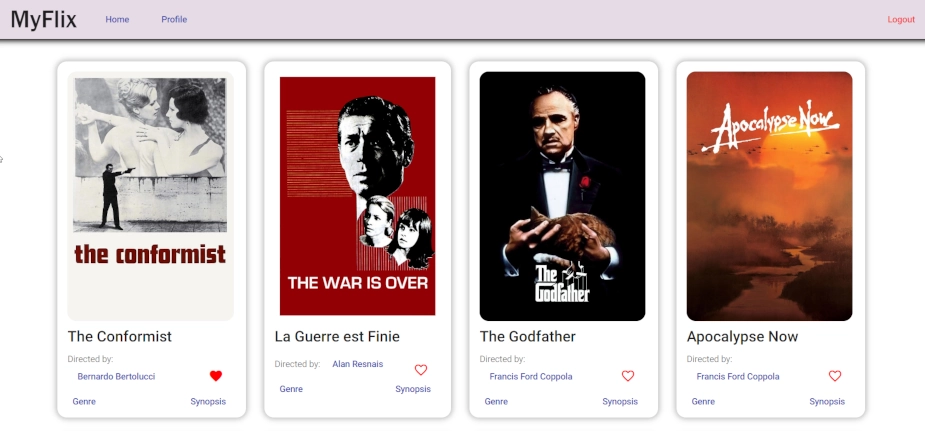 MyFlix Home Profile Logout
the conformist
The Conformist
Directed by:
Bernardo Bertolucci
Genre Synopsis
THE WAR IS OVER
La Guerre est Finie
Directed by: Alan Resnais
Genre Synopsis
The
Godfather
The Godfather
Directed by:
Francis Ford Coppola
Genre Synopsis
Apocalypse Now
Apocalypse Now
Directed by:
Francis Ford Coppola
Genre Synopsis